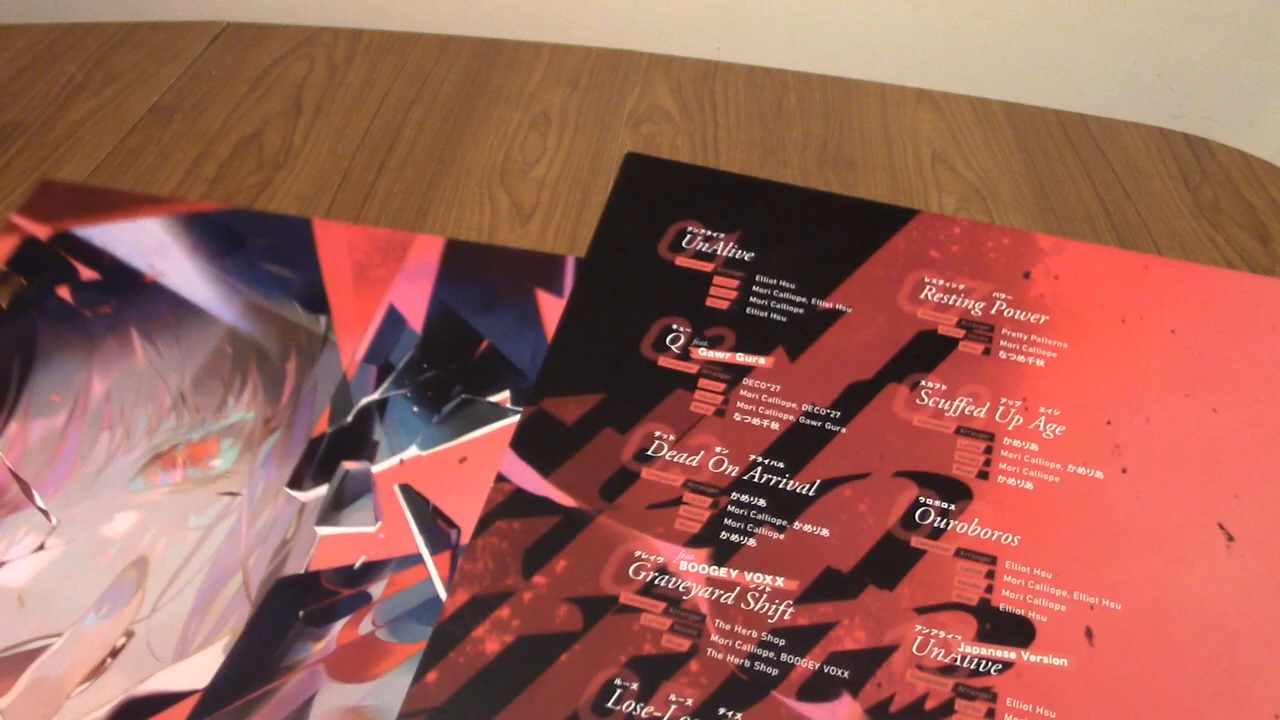 アンアライブ
UnAlive
Elliot Hsu
Mori Calliope, Elliot Hsu
Mori Calliope
Elliot Hsu
キュー
Q feat. Gawr Gura
DECO*27
Mori Calliope, DECO*27
Mori Calliope, Gawr Gura
なつめ千秋
デット オン アライバル
Dead On Arrival
かめりあ
Mori Calliope, かめりあ
Mori Calliope
かめりあ
feat.
BOOGEY VOXX
グレイヴ シフト
Graveyard Shift
The Herb Shop
Mori Calliope, BOOGEY VOXX
The Herb Shop
ルーズ ルーズ デイズ
レスティング パワー
Resting Power
Pretty Patterns
Mori Calliope
なつめ千秋
スカフト アップ エイジ
Scuffed Up Age
かめりあ
Mori Calliope, かめりあ
Mori Calliope
かめりあ
ウロボロス
Ouroboros
Elliot Hsu
Mori Calliope, Elliot Hsu
Mori Calliope
Elliot Hsu
アンアライブ
UnAlive Japanese Version
Elliot Hsu